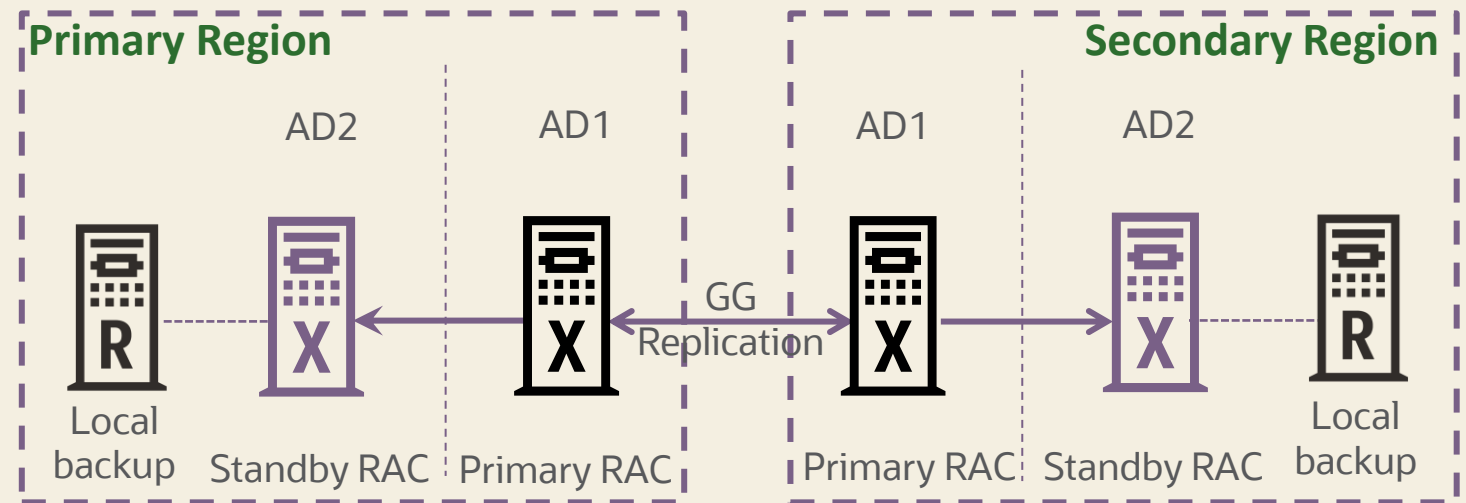 Primary Region
Secondary Region
AD2
AD1
AD1
AD2
R
X
X
GG
Replication
X
X
R
Local
backup
Standby RAC
Primary RAC
Primary RAC
Standby RAC
Local
backup